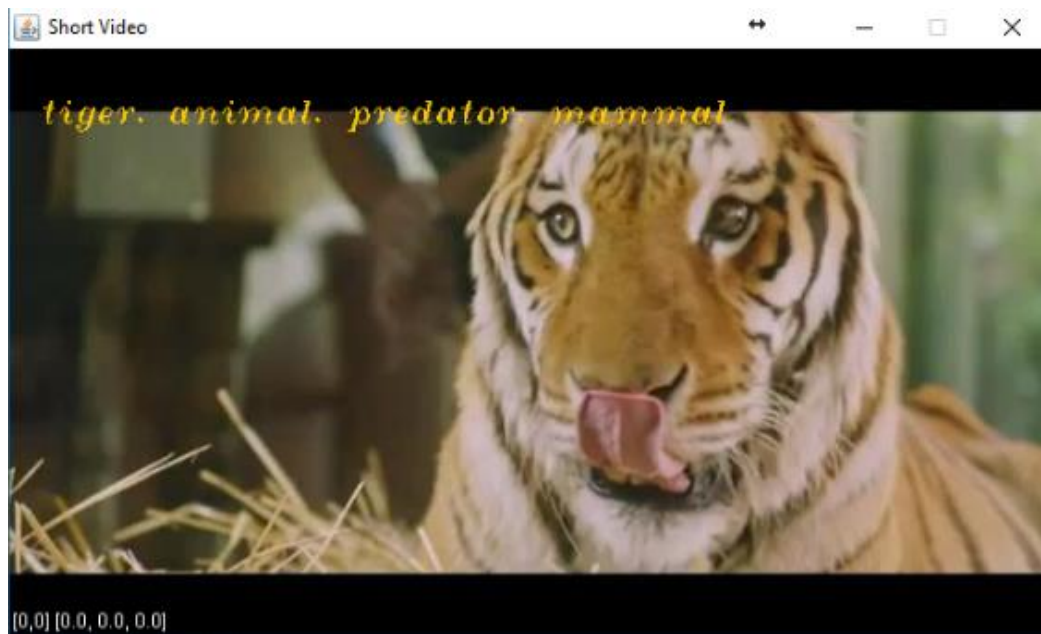 Short Video
tiger. animal. predator. mammal
[0,0] [0.0, 0.0, 0.0]